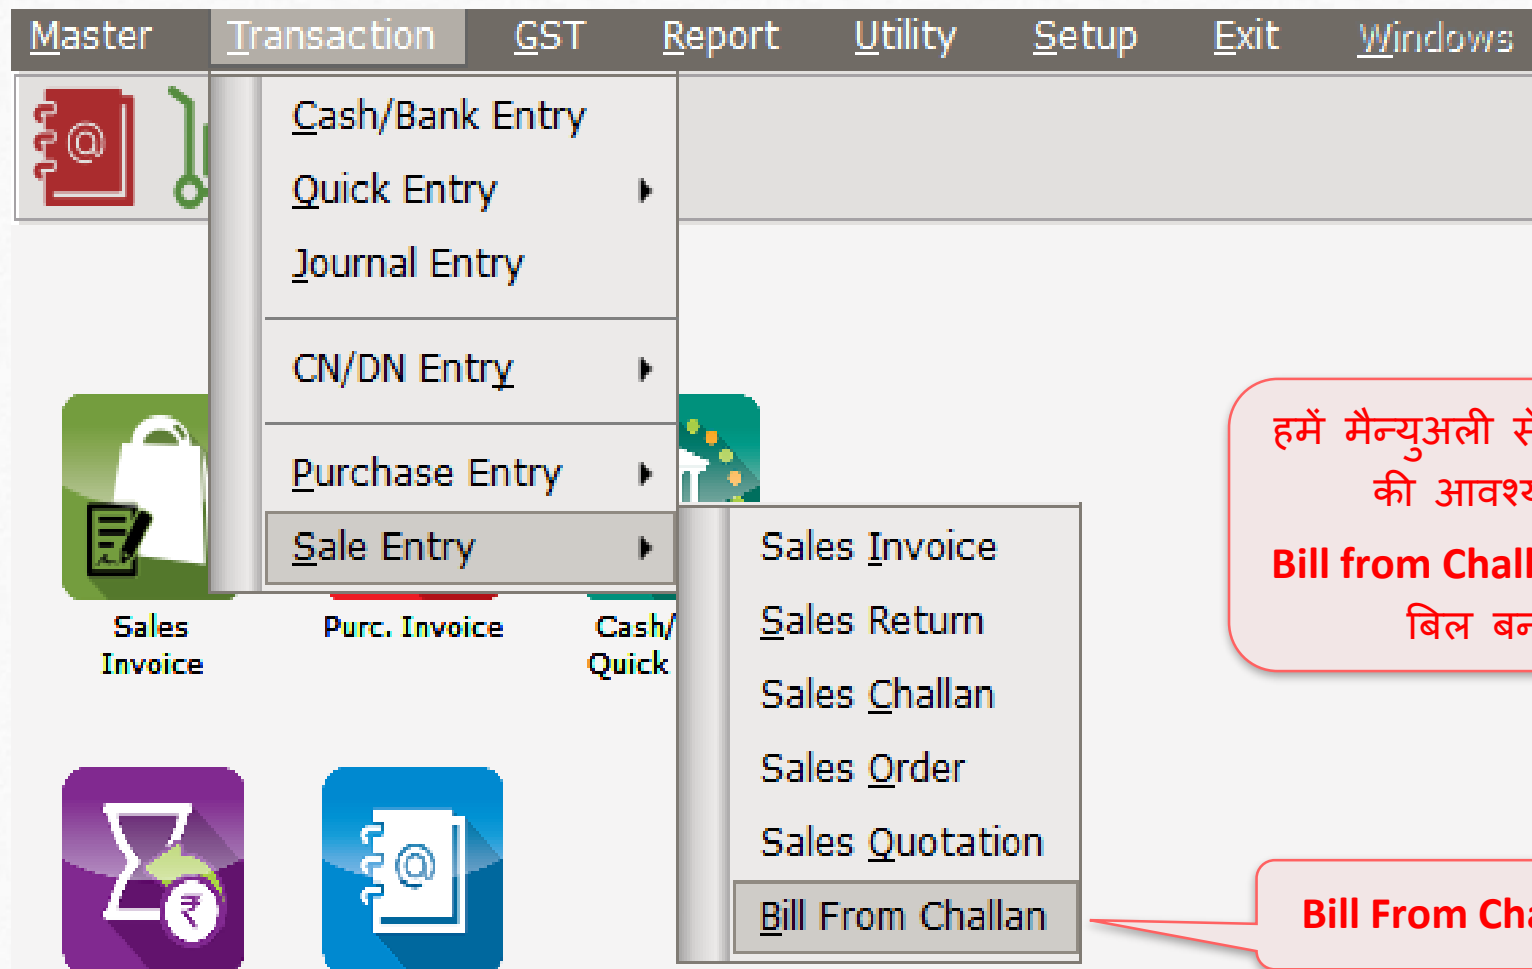 Master Transaction GST Report Utility Setup Exit Windows
Cash/Bank Entry
Quick Entry
Journal Entry
CN/DN Entry
Purchase Entry
Sale Entry
Sales Invoice
Sales Return
Sales Challan
Sales Order
Sales Quotation
Bill From Challan
Sales
Invoice
Purc. Invoice
Cash/
Quick
@
@
₹
हमें मैन्युअली
की
Bill from
बिल
Bill From